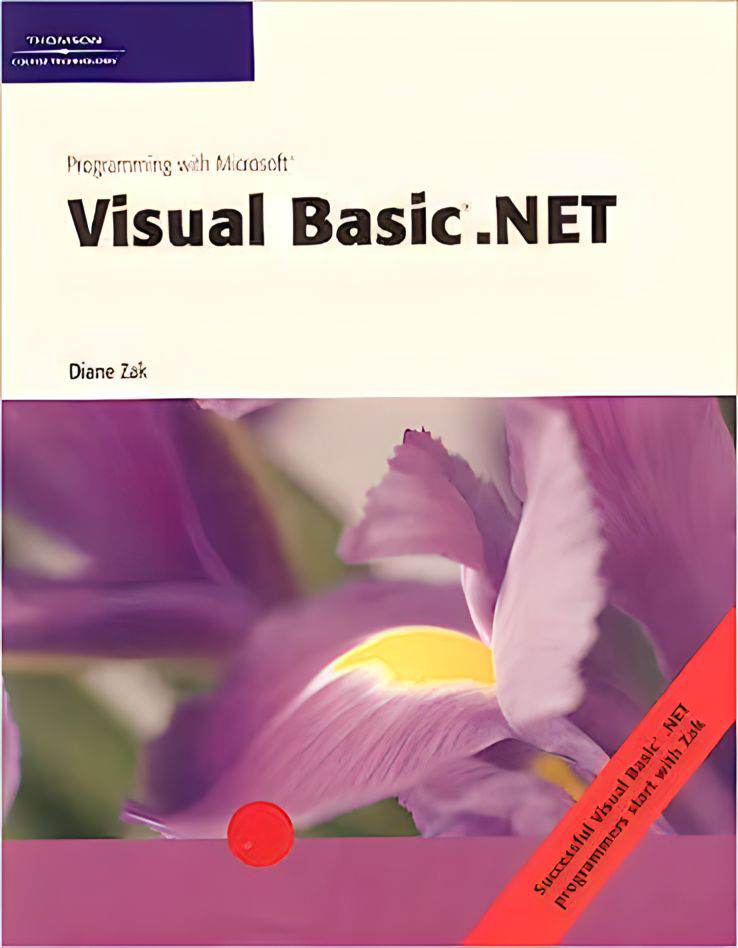 THOMSON
COURSE TECHNOLOGY
Programming with Microsoft®
Visual Basic® .NET
Diane Zak
Successful Visual Basic® .NET
programmers start with Zak